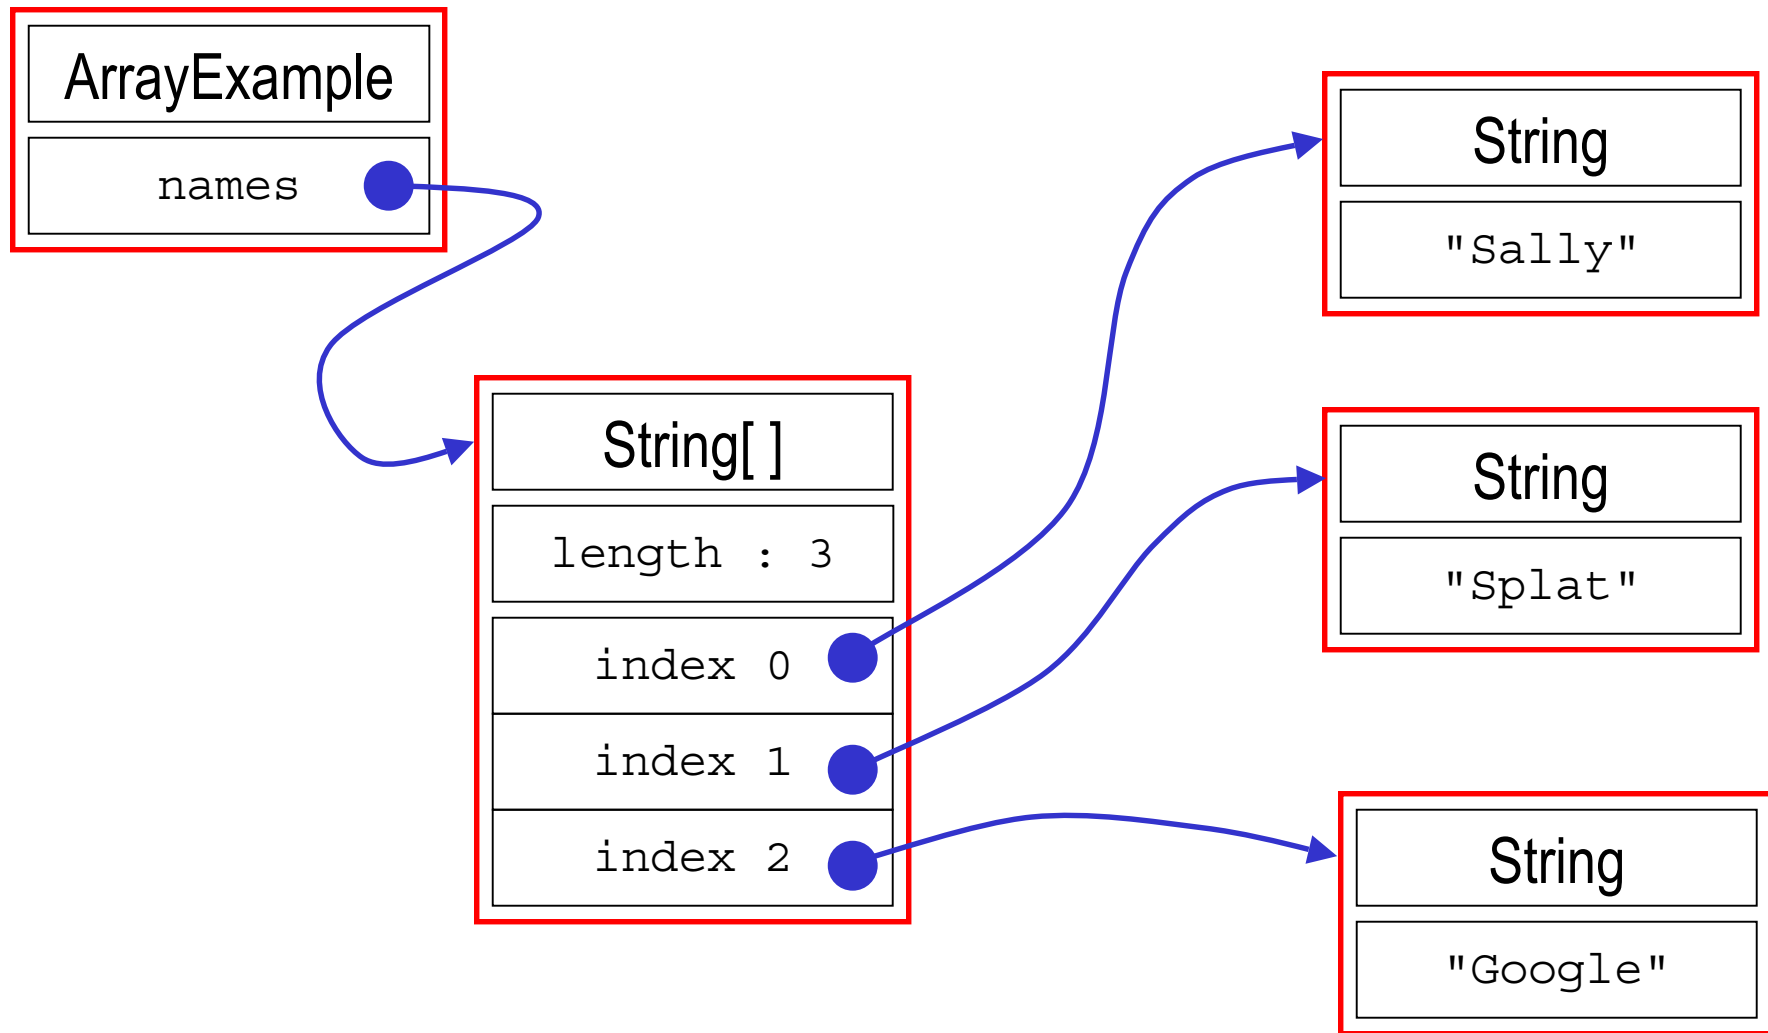 ArrayExample
names
String[ ]
length : 3
index 0
index 1
index 2
String
"Sally"
String
"Splat"
String
"Google"